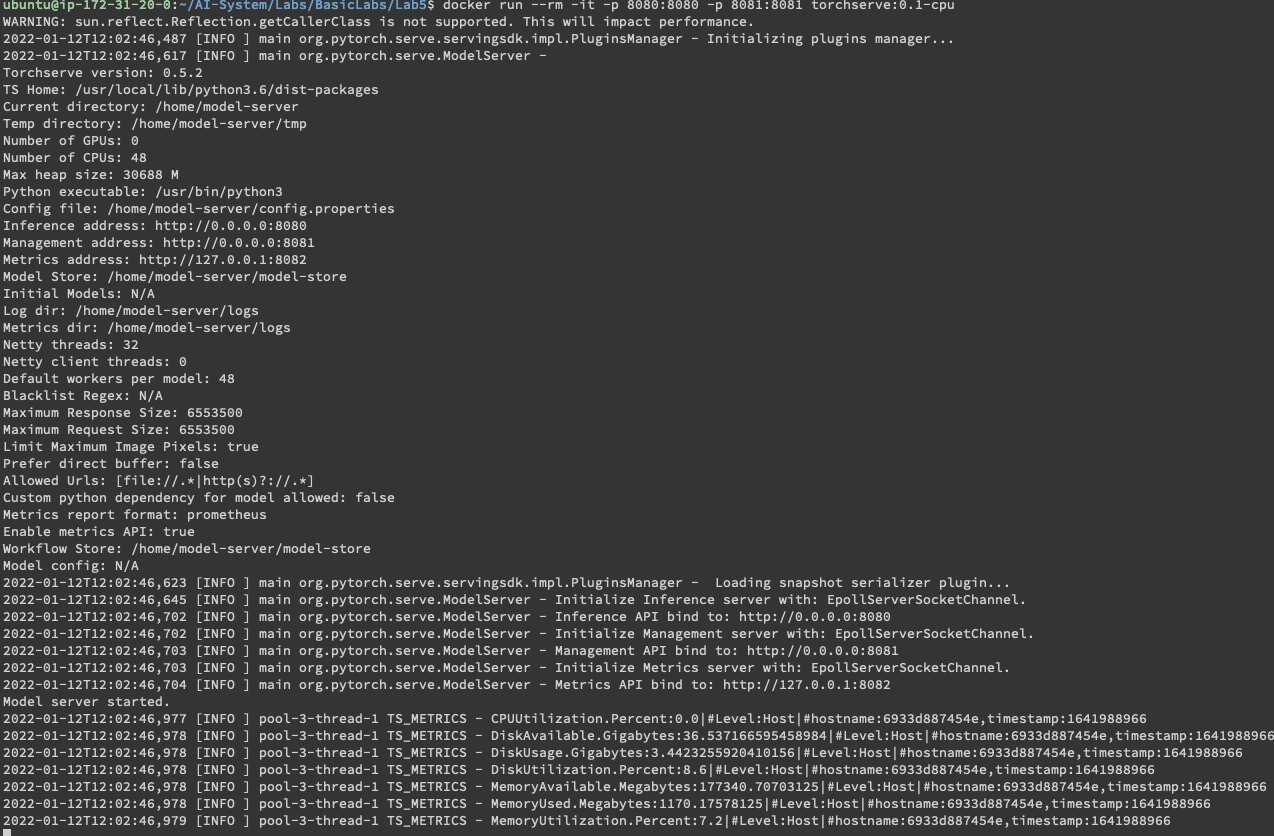 ubuntu@ip-172-31-20-0:~/AI-System/Labs/BasicLabs/Lab5$ docker run --rm -it -p 8080:8080 -p 8081:8081 torchserve:0.1-cpu
WARNING: sun.reflect.Reflection.getCallerClass is not supported. This will impact performance.
2022-01-12T12:02:46,487 [INFO ] main org.pytorch.serve.servingsdk.impl.PluginsManager - Initializing plugins manager...
2022-01-12T12:02:46,617 [INFO ] main org.pytorch.serve.ModelServer -
Torchserve version: 0.5.2
TS Home: /usr/local/lib/python3.6/dist-packages
Current directory: /home/model-server
Temp directory: /home/model-server/tmp
Number of GPUs: 0
Number of CPUs: 48
Max heap size: 30688 M
Python executable: /usr/bin/python3
Config file: /home/model-server/config.properties
Inference address: http://0.0.0.0:8080
Management address: http://0.0.0.0:8081
Metrics address: http://127.0.0.1:8082
Model Store: /home/model-server/model-store
Initial Models: N/A
Log dir: /home/model-server/logs
Metrics dir: /home/model-server/logs
Netty threads: 32
Netty client threads: 0
Default workers per model: 48
Blacklist Regex: N/A
Maximum Response Size: 6553500
Maximum Request Size: 6553500
Limit Maximum Image Pixels: true
Prefer direct buffer: false
Allowed Urls: [file://.*|http(s)?://.*]
Custom python dependency for model allowed: false
Metrics report format: prometheus
Enable metrics API: true
Workflow Store: /home/model-server/model-store
Model config: N/A
2022-01-12T12:02:46,623 [INFO ] main org.pytorch.serve.servingsdk.impl.PluginsManager -  Loading snapshot serializer plugin...
2022-01-12T12:02:46,645 [INFO ] main org.pytorch.serve.ModelServer - Initialize Inference server with: EpollServerSocketChannel.
2022-01-12T12:02:46,702 [INFO ] main org.pytorch.serve.ModelServer - Inference API bind to: http://0.0.0.0:8080
2022-01-12T12:02:46,702 [INFO ] main org.pytorch.serve.ModelServer - Initialize Management server with: EpollServerSocketChannel.
2022-01-12T12:02:46,703 [INFO ] main org.pytorch.serve.ModelServer - Management API bind to: http://0.0.0.0:8081
2022-01-12T12:02:46,703 [INFO ] main org.pytorch.serve.ModelServer - Initialize Metrics server with: EpollServerSocketChannel.
2022-01-12T12:02:46,704 [INFO ] main org.pytorch.serve.ModelServer - Metrics API bind to: http://127.0.0.1:8082
Model server started.
2022-01-12T12:02:46,977 [INFO ] pool-3-thread-1 TS_METRICS - CPUUtilization.Percent:0.0|#Level:Host|#hostname:6933d887454e,timestamp:1641988966
2022-01-12T12:02:46,978 [INFO ] pool-3-thread-1 TS_METRICS - DiskAvailable.Gigabytes:36.537166595458984|#Level:Host|#hostname:6933d887454e,timestamp:1641988966
2022-01-12T12:02:46,978 [INFO ] pool-3-thread-1 TS_METRICS - DiskUsage.Gigabytes:3.4423255920410156|#Level:Host|#hostname:6933d887454e,timestamp:1641988966
2022-01-12T12:02:46,978 [INFO ] pool-3-thread-1 TS_METRICS - DiskUtilization.Percent:8.6|#Level:Host|#hostname:6933d887454e,timestamp:1641988966
2022-01-12T12:02:46,978 [INFO ] pool-3-thread-1 TS_METRICS - MemoryAvailable.Megabytes:177340.70703125|#Level:Host|#hostname:6933d887454e,timestamp:1641988966
2022-01-12T12:02:46,978 [INFO ] pool-3-thread-1 TS_METRICS - MemoryUsed.Megabytes:1170.17578125|#Level:Host|#hostname:6933d887454e,timestamp:1641988966
2022-01-12T12:02:46,979 [INFO ] pool-3-thread-1 TS_METRICS - MemoryUtilization.Percent:7.2|#Level:Host|#hostname:6933d887454e,timestamp:1641988966